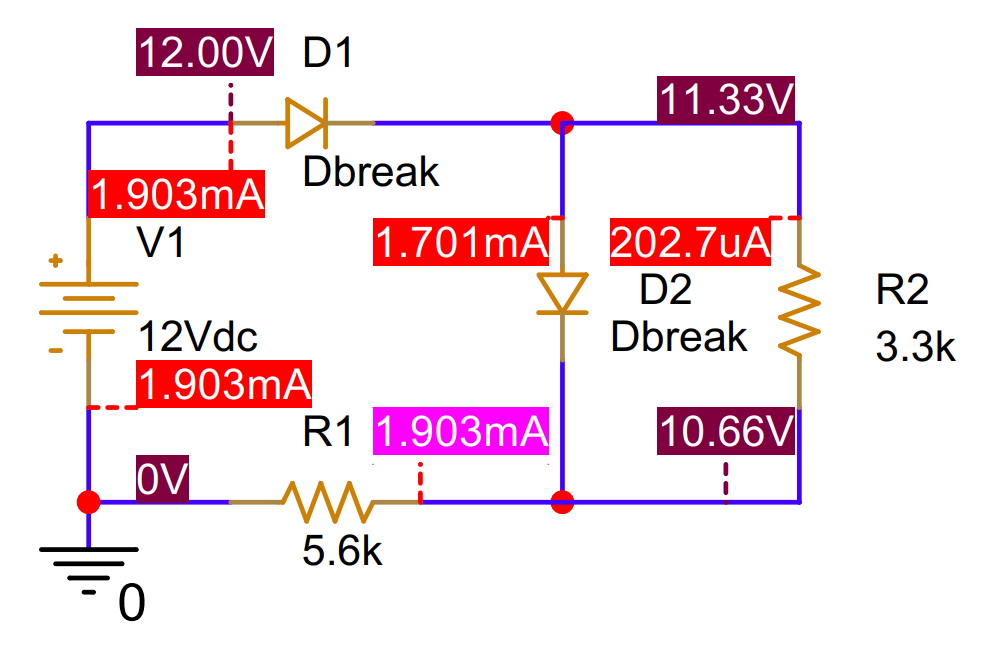 12.00V
D1
11.33V
Dbreak
1.903mA
1.701mA
202.7uA
V1
+
D2
R2
12Vdc
Dbreak
3.3k
-
1.903mA
R1
1.903mA
10.66V
0V
5.6k
0